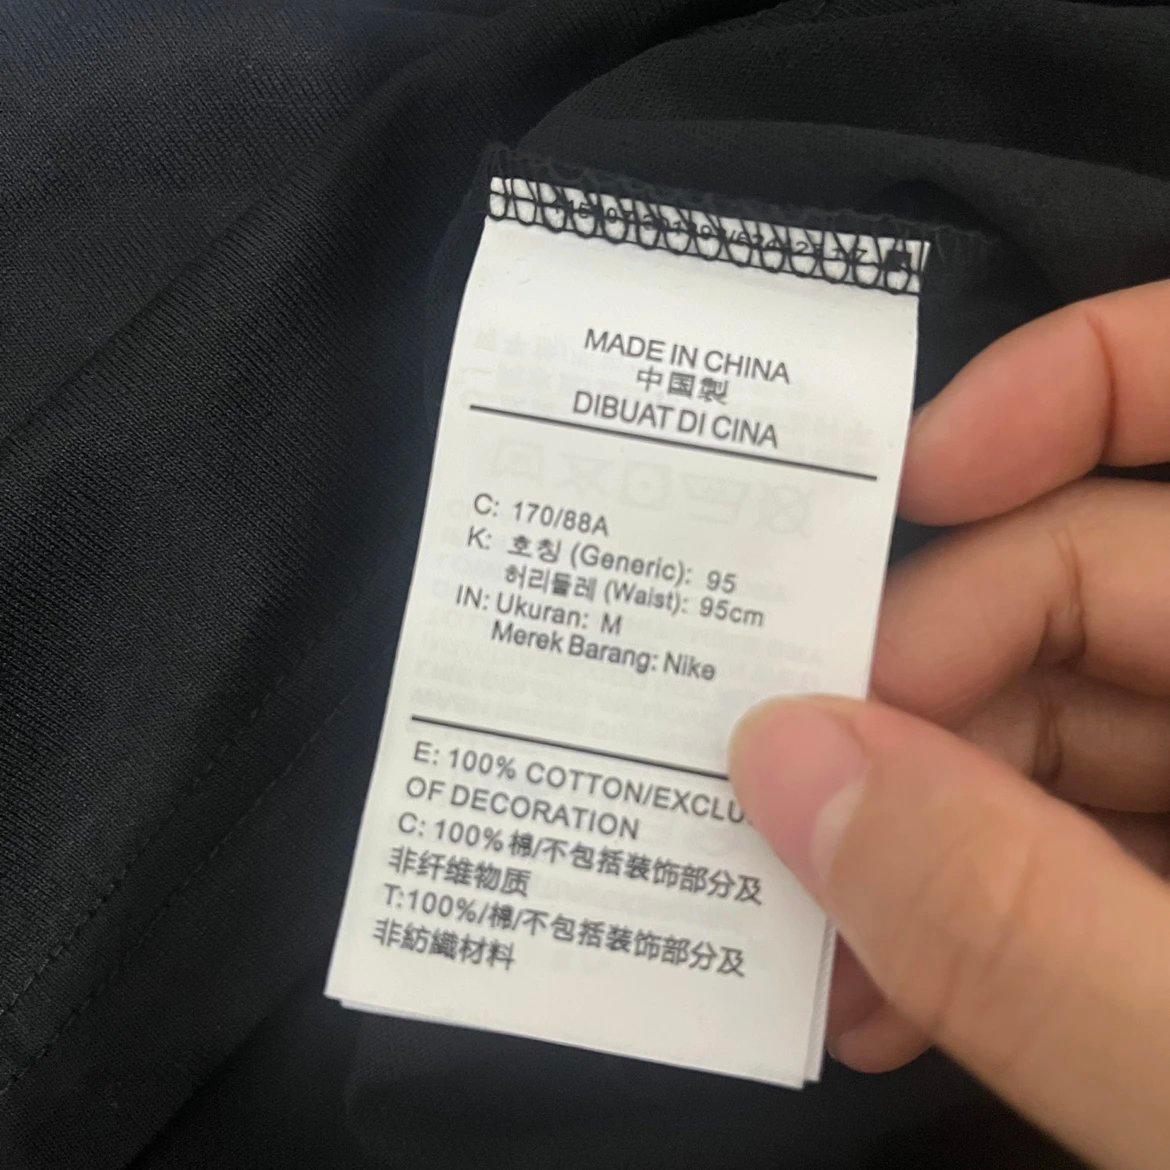 MADE IN CHINA
中国製
DIBUAT DI CINA
C: 170/88A
K: 호칭 (Generic): 95
허리둘레 (Waist): 95cm
IN: Ukuran: M
Merek Barang: Nike
E: 100% COTTON/EXCLU
OF DECORATION
C: 100% 棉/不包括装饰部分及
非纤维物质
T:100%/棉/不包括装饰部分及
非紡織材料